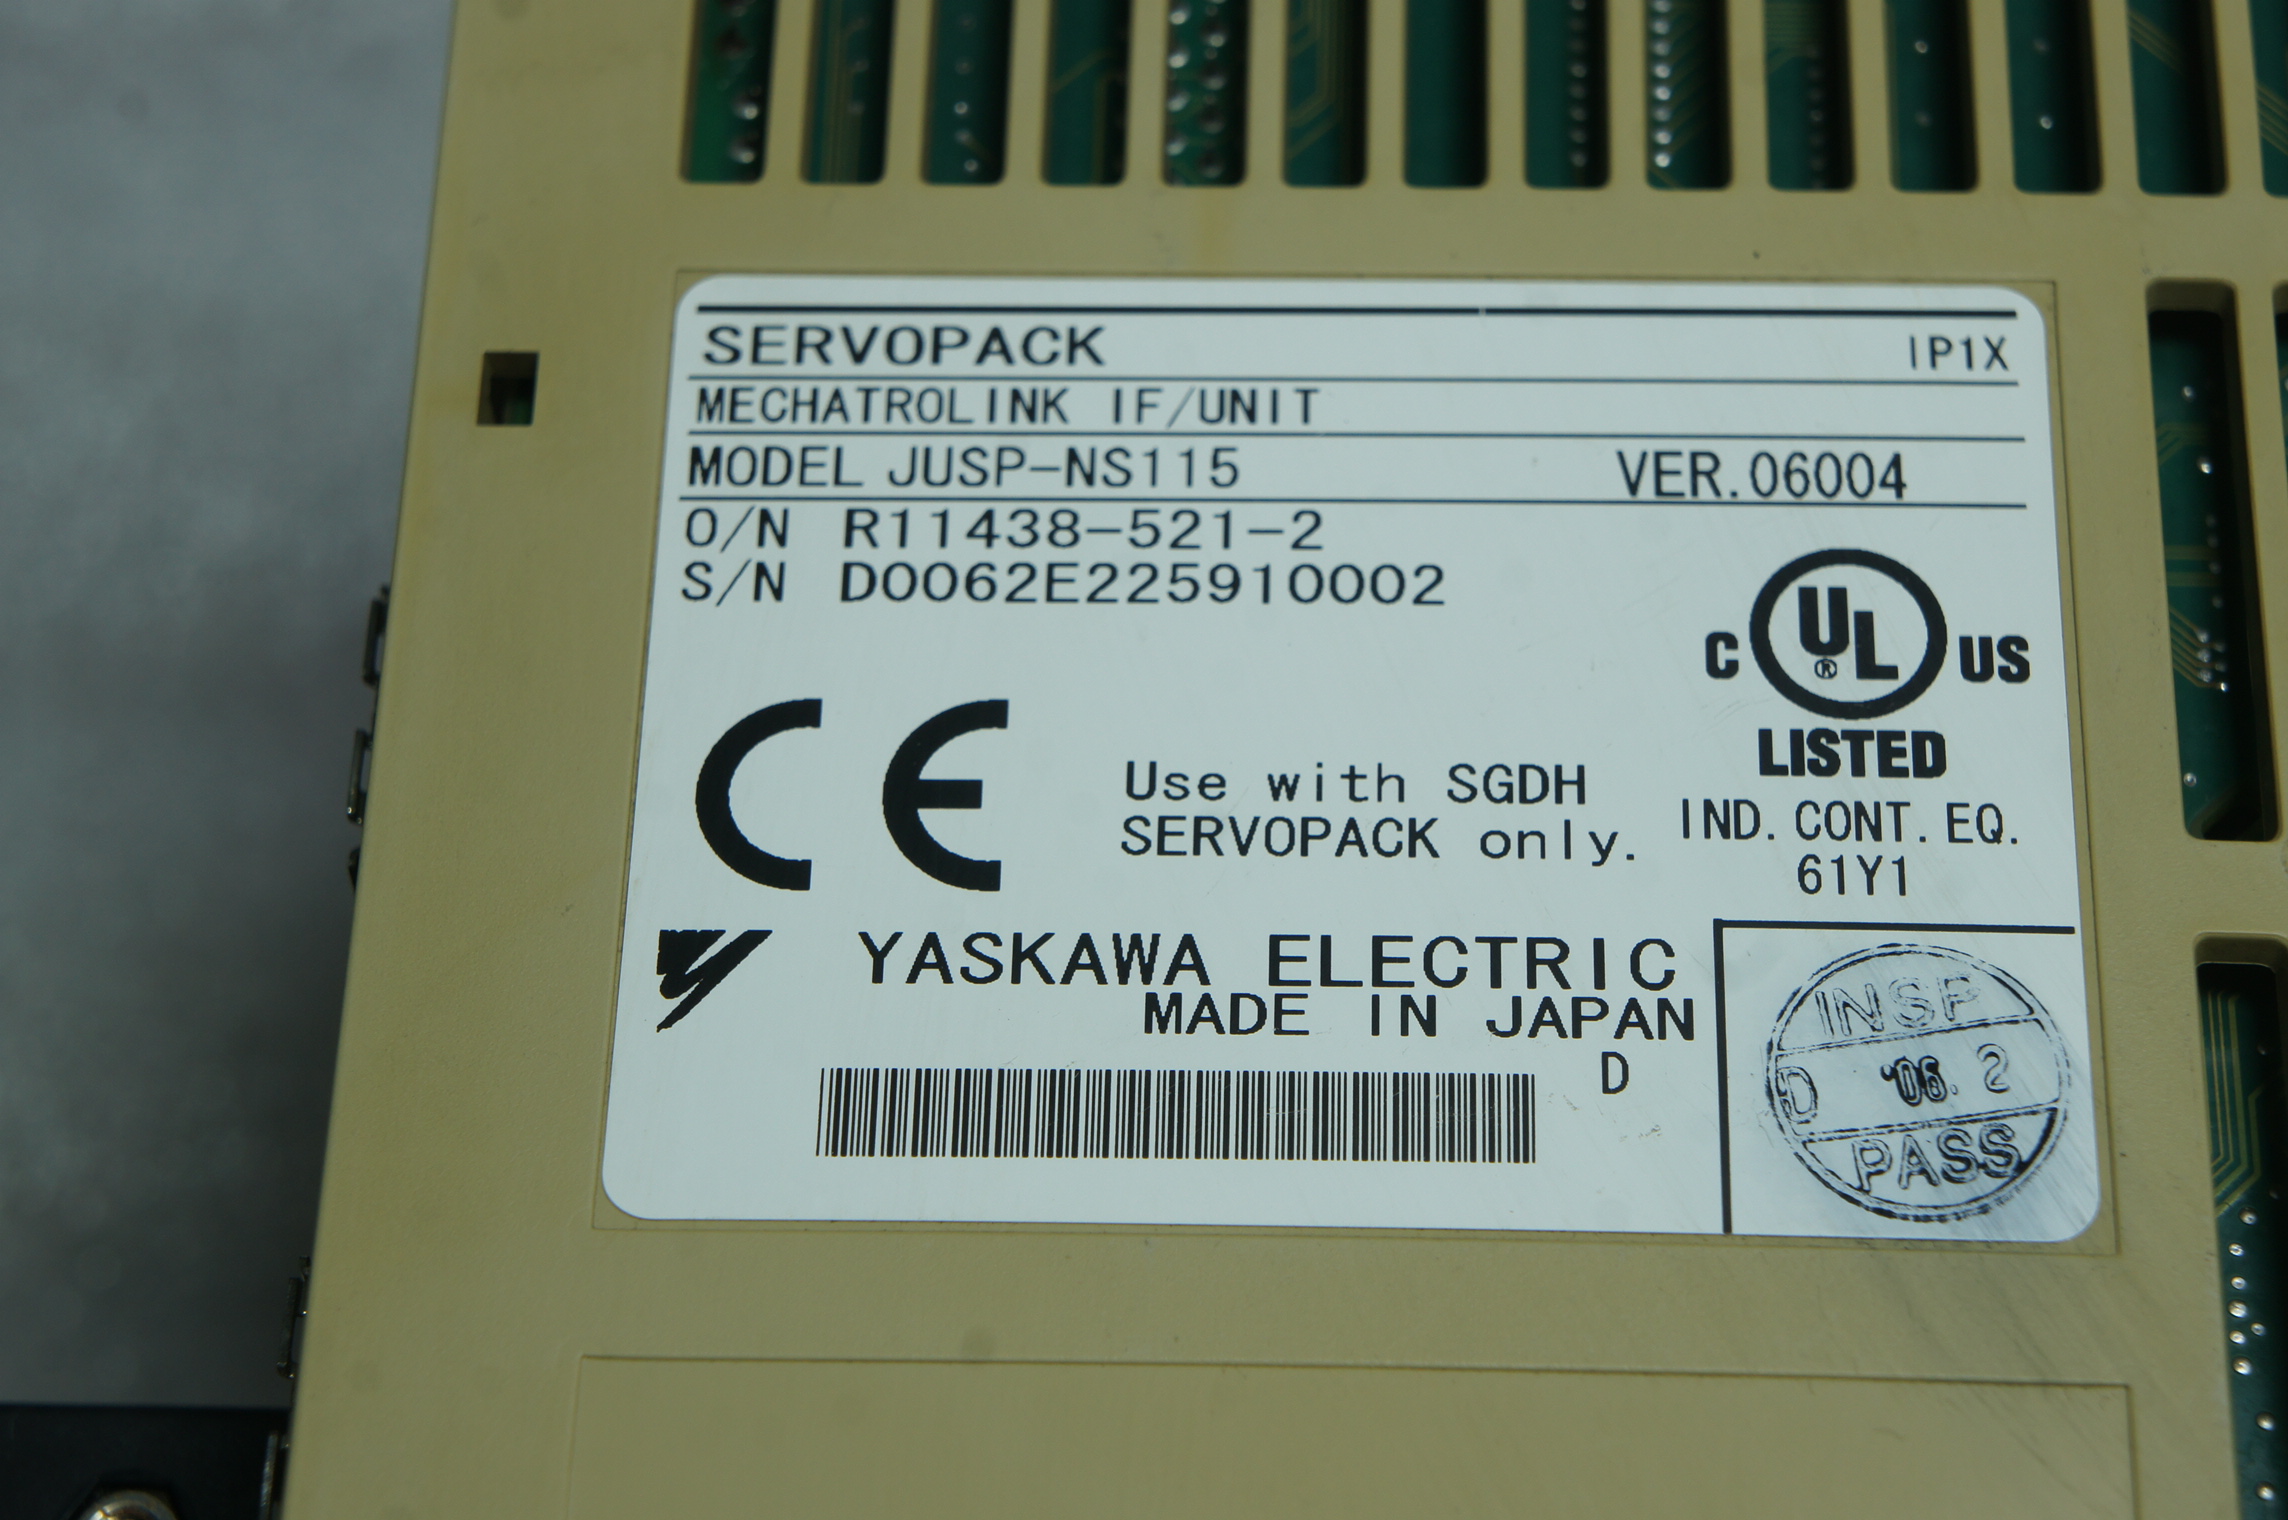 SERVOPACK IP1X
MECHATROLINK IF/UNIT
MODEL JUSP-NS115 VER.06004
O/N R11438-521-2
S/N D0062E225910002
C UL® US
LISTED
IND. CONT. EQ.
61Y1
CE
Use with SGDH
SERVOPACK only.
YASKAWA ELECTRIC
MADE IN JAPAN
D
INSP
D '06. 2
PASS